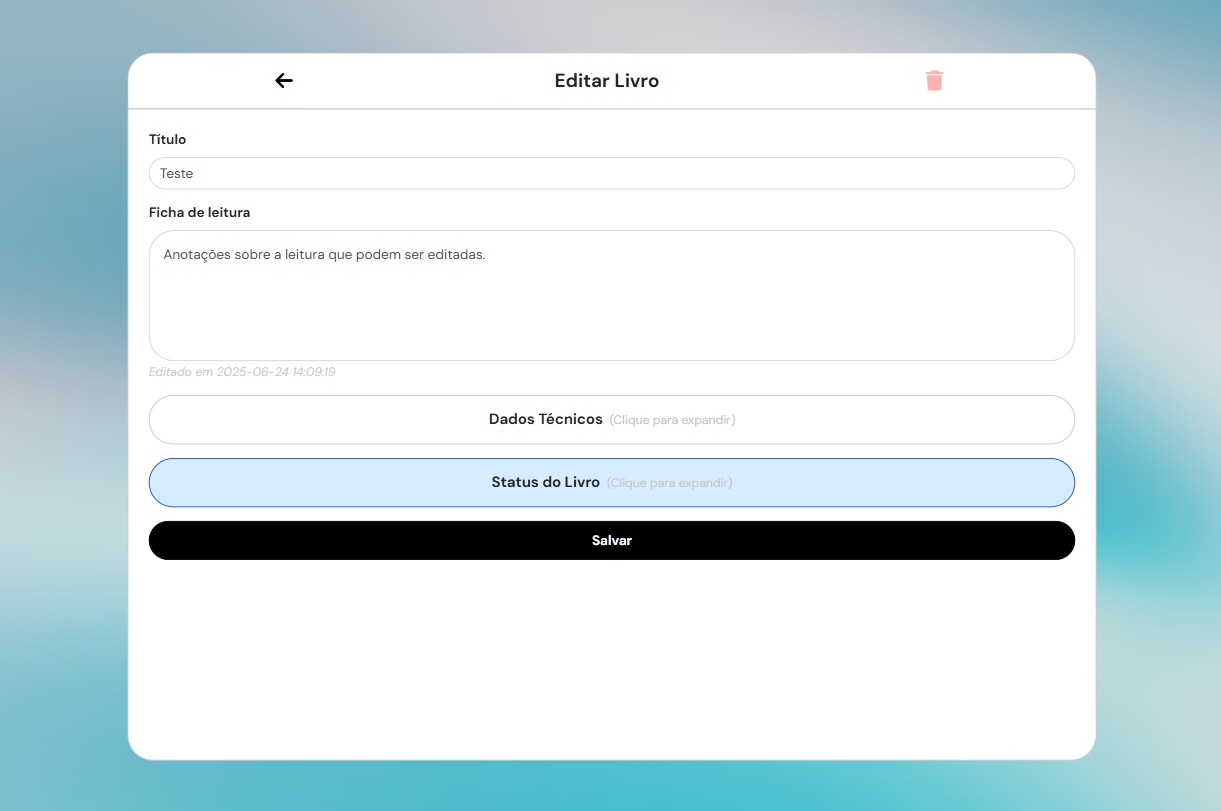 Editar Livro
Título
Teste
Ficha de leitura
Anotações sobre a leitura que podem ser editadas.
Editado em 2025-06-24 14:09:19
Dados Técnicos (Clique para expandir)
Status do Livro (Clique para expandir)
Salvar